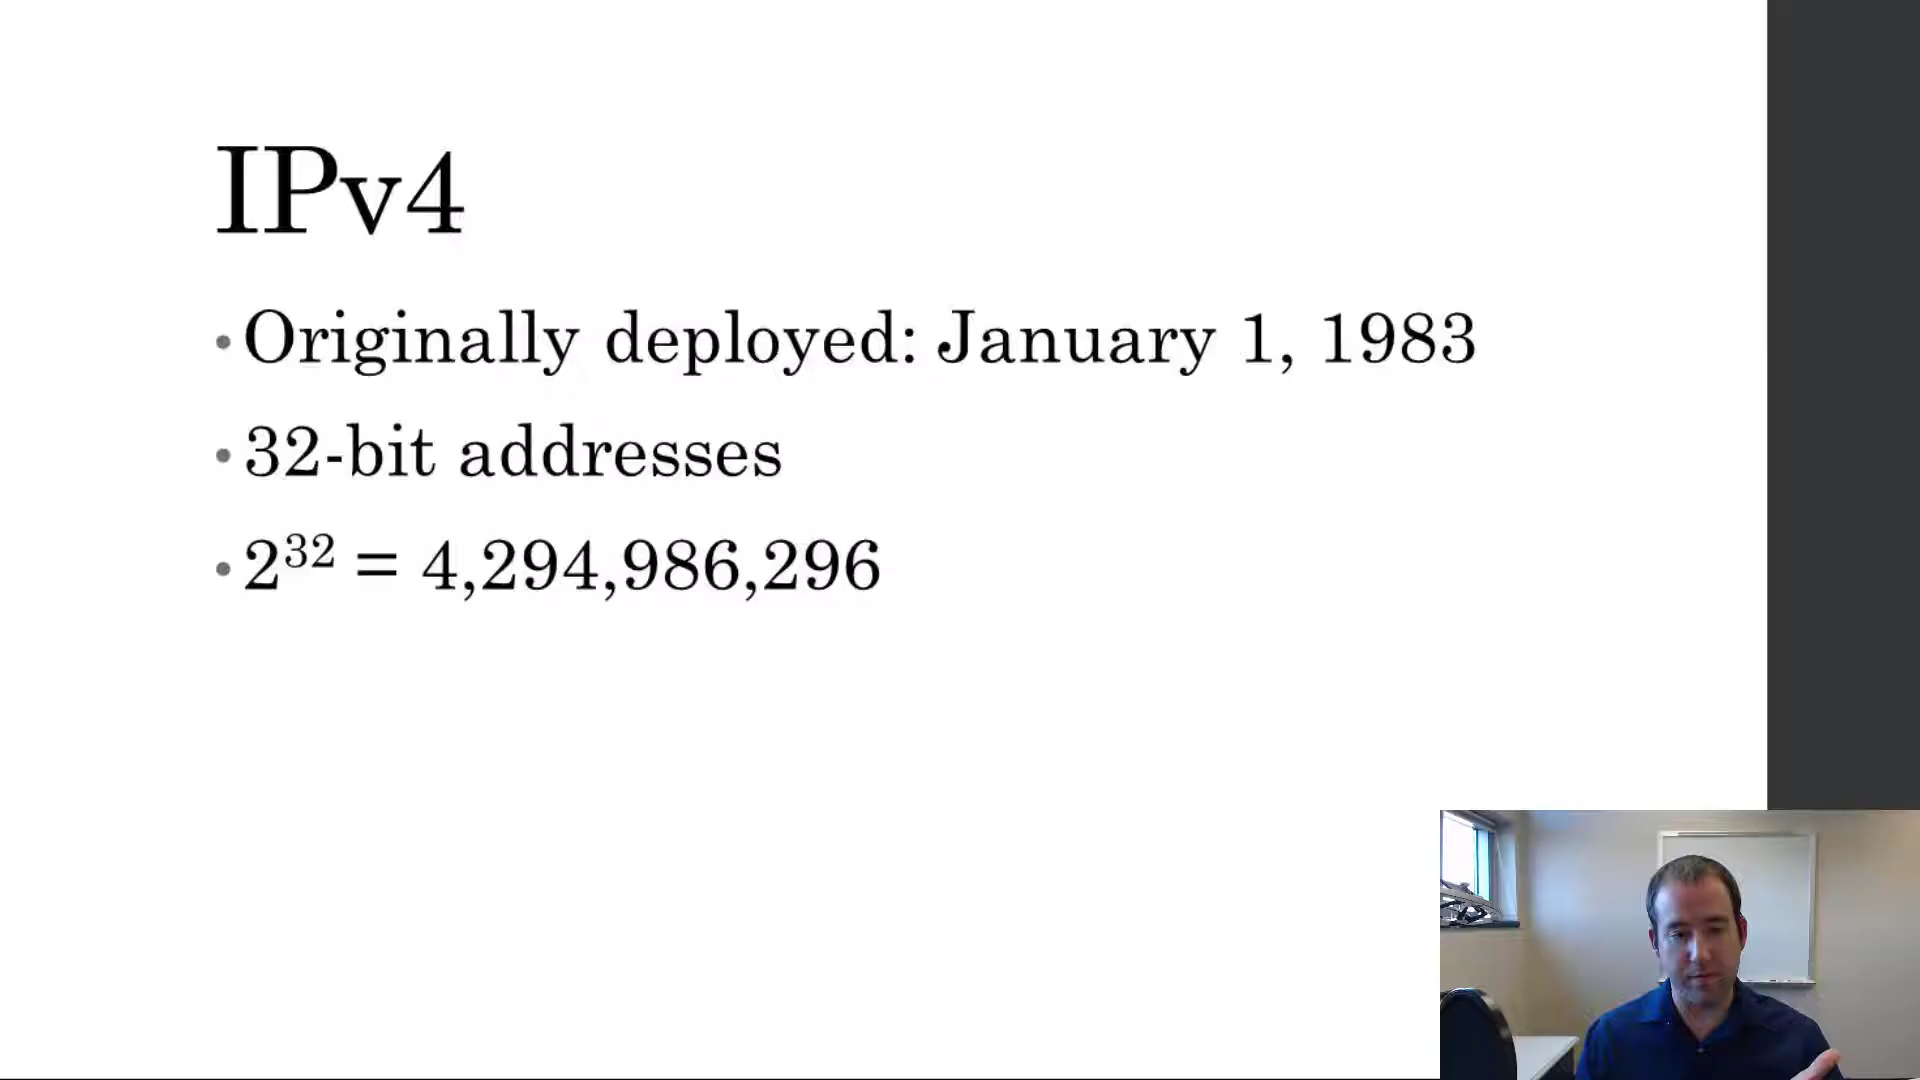 IPv4
• Originally deployed: January 1, 1983
• 32-bit addresses
• 2³² = 4,294,986,296